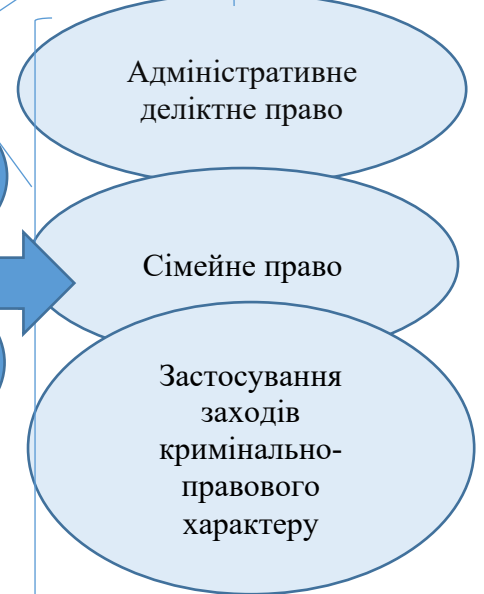 Адміністративне
деліктне право
Сімейне право
Застосування
заходів
кримінально-
правового
характеру